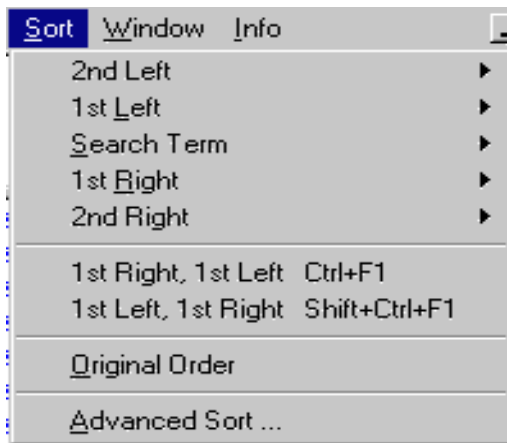 Sort Window Info
2nd Left
1st Left
Search Term
1st Right
2nd Right
1st Right, 1st Left Ctrl+F1
1st Left, 1st Right Shift+Ctrl+F1
Original Order
Advanced Sort ...